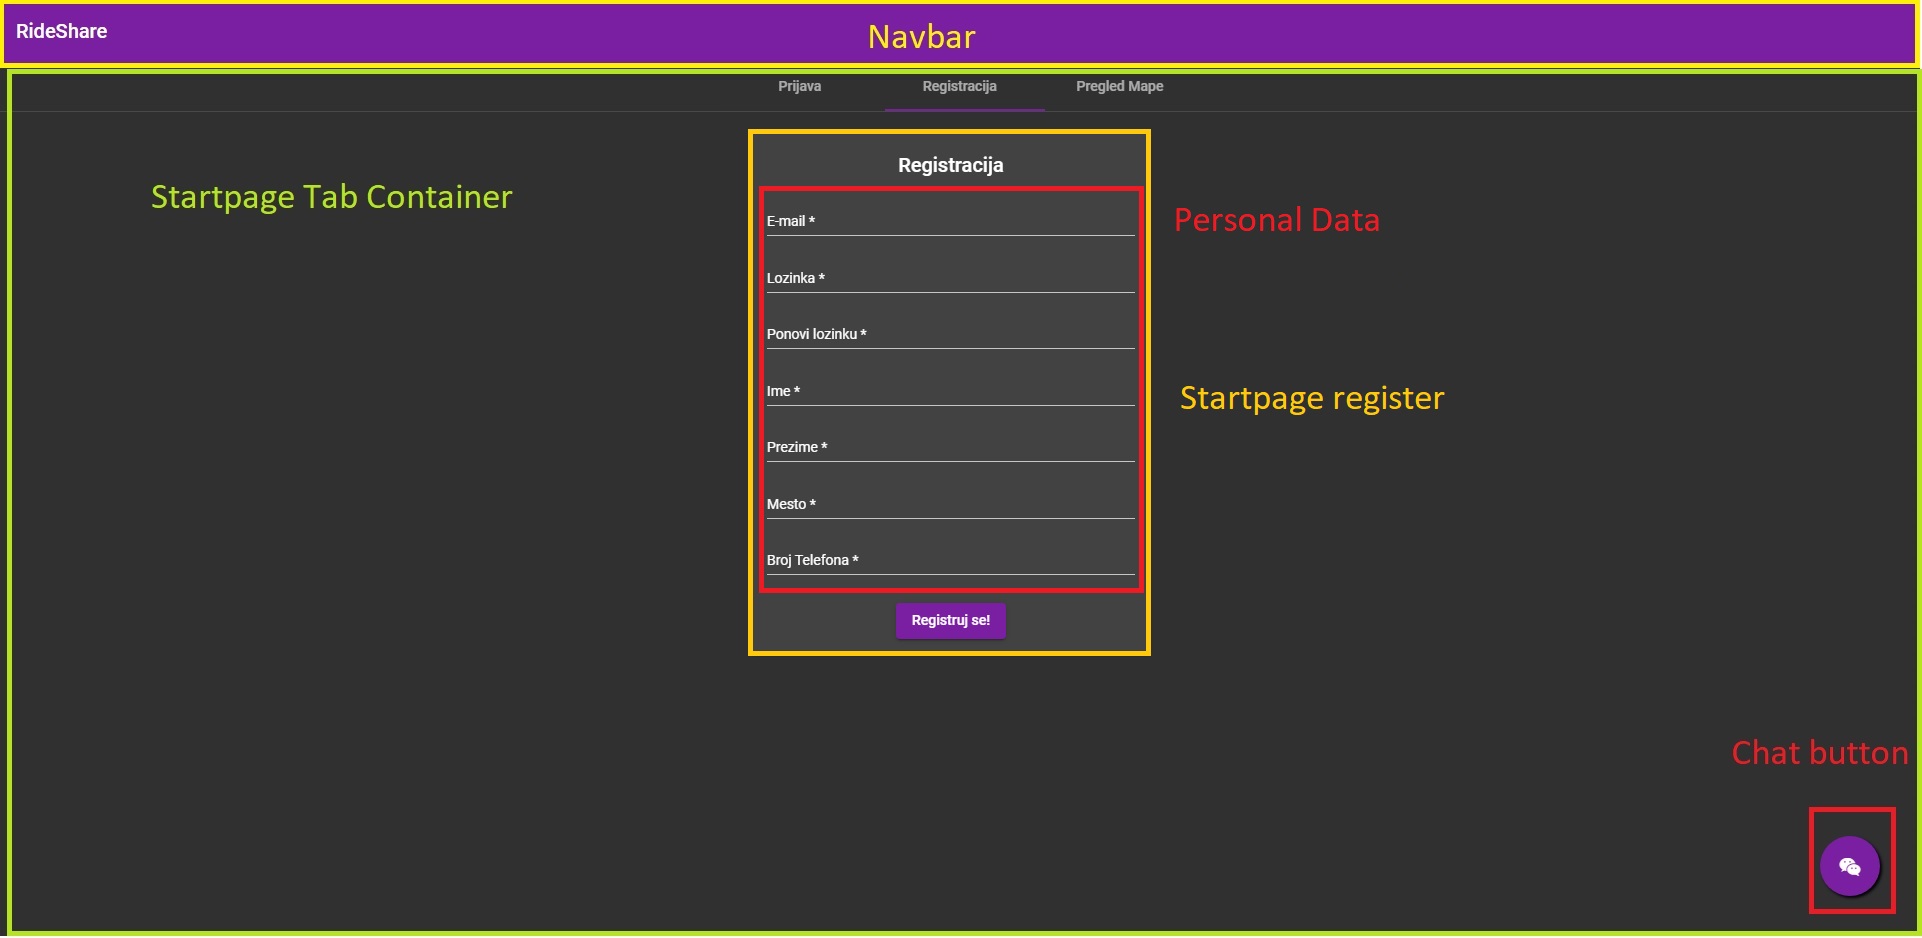 RideShare
Navbar
Prijava Registracija Pregled Mape
Registracija
Startpage Tab Container
Personal Data
E-mail *
Lozinka *
Ponovi lozinku *
Ime *
Startpage register
Prezime *
Mesto *
Broj Telefona *
Registruj se!
Chat button